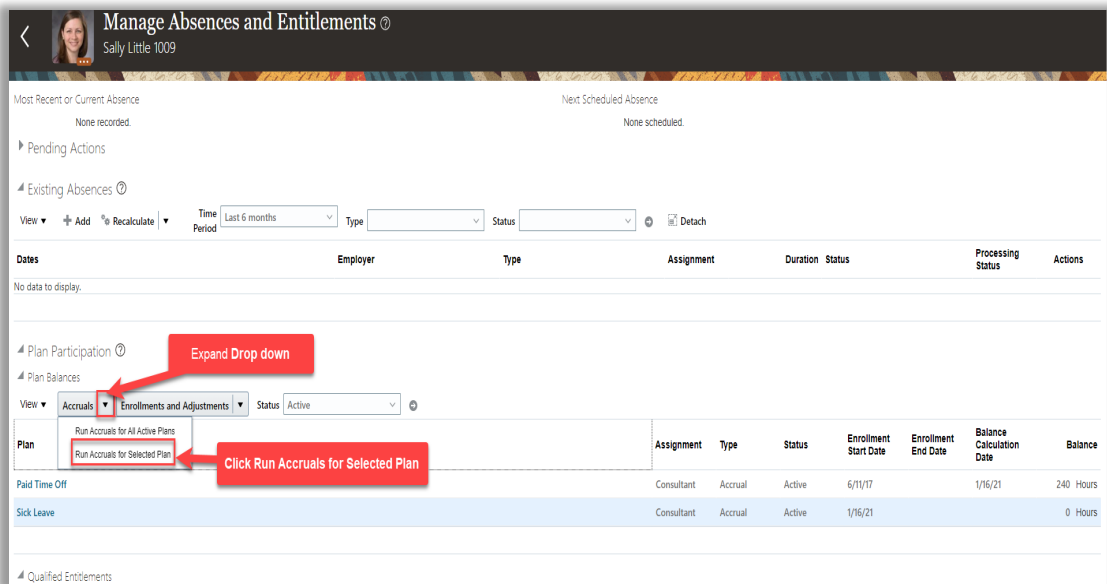 Manage Absences and Entitlements
Sally Little 1009
Most Recent or Current Absence
Next Scheduled Absence
None recorded.
None scheduled.
Pending Actions
Existing Absences
View Add Recalculate Time Period Last 6 months Type Status Detach
Dates Employer Type Assignment Duration Status Processing Status Actions
No data to display.
Plan Participation
Expand Drop down
Plan Balances
View Accruals Enrollments and Adjustments Status Active
Run Accruals for All Active Plans
Run Accruals for Selected Plan
Click Run Accruals for Selected Plan
Plan Assignment Type Status Enrollment Start Date Enrollment End Date Balance Calculation Date Balance
Paid Time Off Consultant Accrual Active 6/11/17 1/16/21 240 Hours
Sick Leave Consultant Accrual Active 1/16/21 0 Hours
Qualified Entitlements